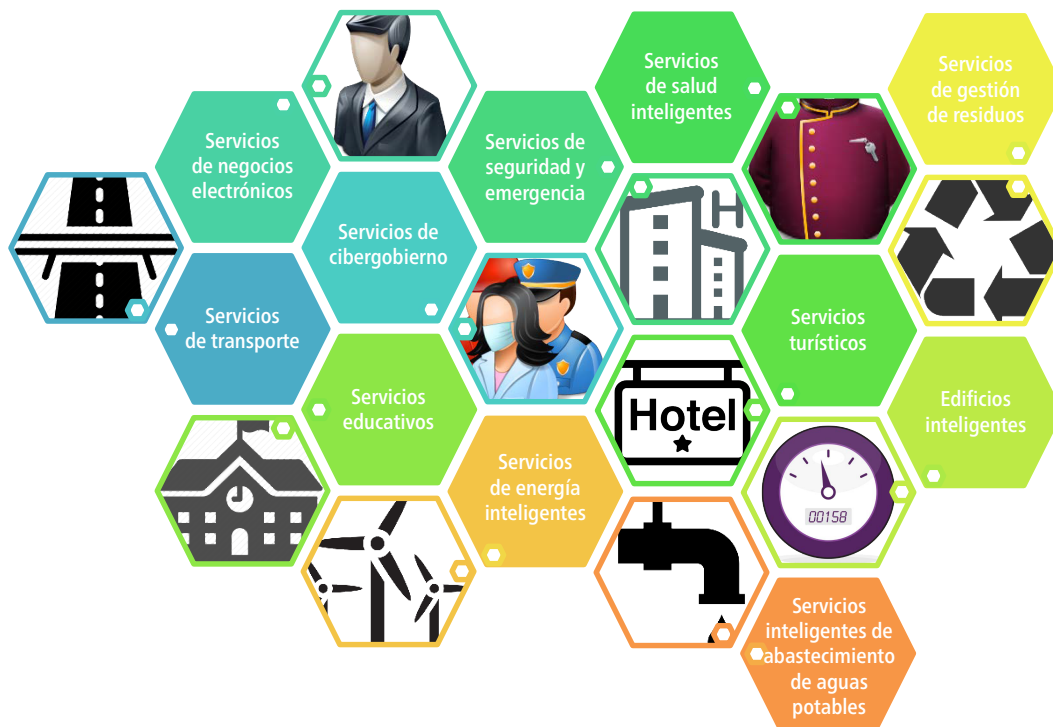 Servicios
de salud
inteligentes
Servicios
de gestión
de residuos
Servicios
de negocios
electrónicos
Servicios de
seguridad y
emergencia
H
Servicios de
cibergobierno
Servicios
de transporte
Servicios
turísticos
Servicios
educativos
Hotel
Edificios
inteligentes
Servicios
de energía
inteligentes
00158
Servicios
inteligentes de
abastecimiento
de aguas
potables